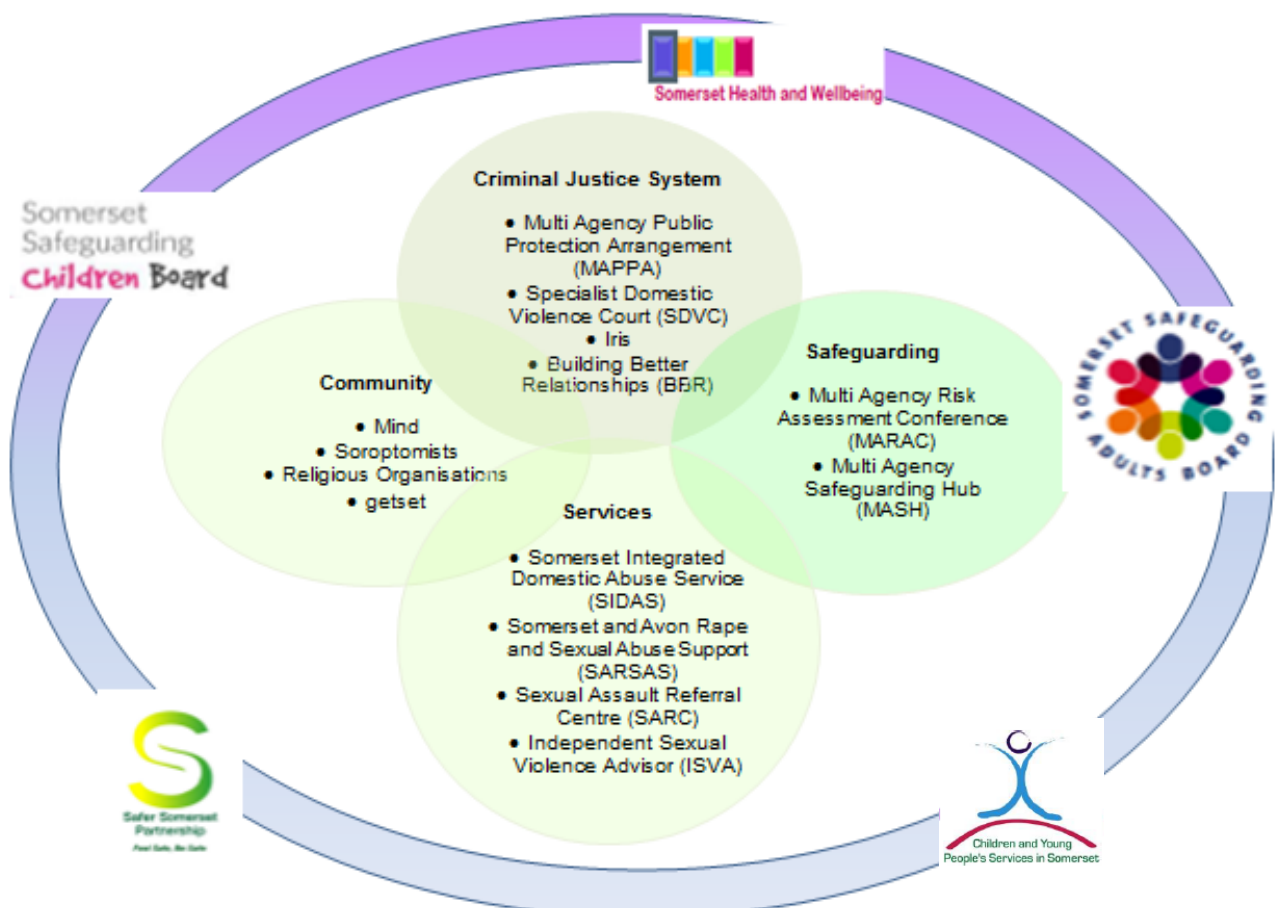 Somerset Health and Wellbeing
Somerset
Safeguarding
Children Board
Criminal Justice System
• Multi Agency Public
Protection Arrangement
(MAPPA)
• Specialist Domestic
Violence Court (SDVC)
• Iris
• Building Better
Relationships (BBR)
Community
• Mind
• Soroptomists
• Religious Organisations
• getset
Safeguarding
• Multi Agency Risk
Assessment Conference
(MARAC)
• Multi Agency
Safeguarding Hub
(MASH)
SOMERSET SAFEGUARDING
ADULTS BOARD
Services
• Somerset Integrated
Domestic Abuse Service
(SIDAS)
• Somerset and Avon Rape
and Sexual Abuse Support
(SARSAS)
• Sexual Assault Referral
Centre (SARC)
• Independent Sexual
Violence Advisor (ISVA)
S
Safer Somerset
Partnership
Feel Safe, Be Safe
Children and Young
People's Services in Somerset